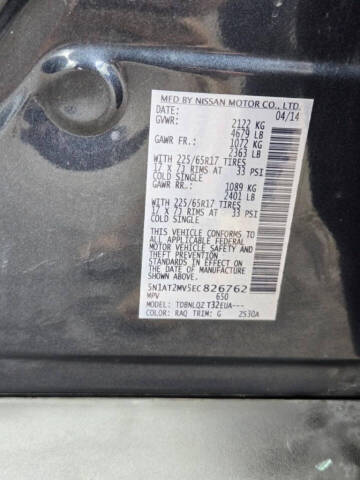 MFD BY NISSAN MOTOR CO., LTD.
DATE: 04/14
GVWR: 2122 KG
4679 LB
GAWR FR.: 1072 KG
2363 LB
WITH 225/65R17 TIRES
17 X 7J RIMS AT 33 PSI
COLD SINGLE
GAWR RR.: 1089 KG
2401 LB
WITH 225/65R17 TIRES
17 X 7J RIMS AT 33 PSI
COLD SINGLE
THIS VEHICLE CONFORMS TO
ALL APPLICABLE FEDERAL
MOTOR VEHICLE SAFETY AND
THEFT PREVENTION
STANDARDS IN EFFECT ON
THE DATE OF MANUFACTURE
SHOWN ABOVE.
5N1AT2MV5EC826762
MPV 650
MODEL: TDBNLQZ T32EUA---
COLOR: RAQ TRIM: G 2530A